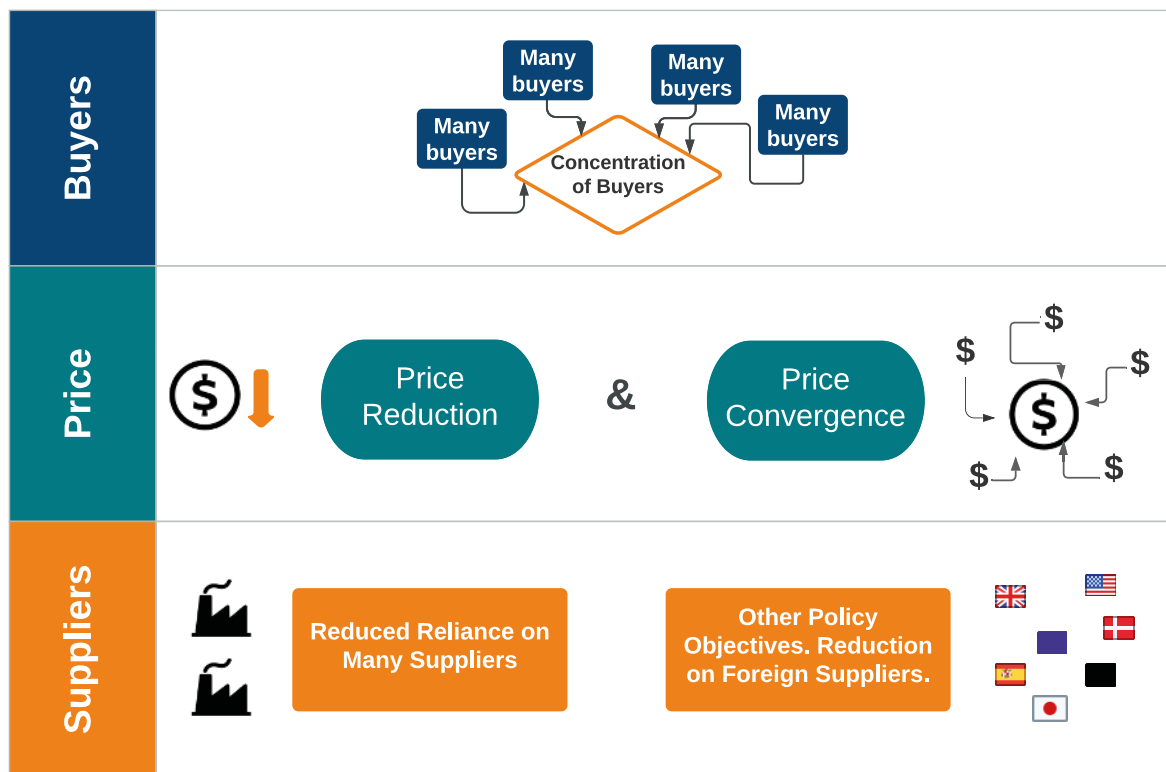 Buyers
Many
buyers
Many
buyers
Many
buyers
Many
buyers
Concentration
of Buyers
Price
$
Price
Reduction
&
Price
Convergence
$
$
$
$
$
$
Suppliers
Reduced Reliance on
Many Suppliers
Other Policy
Objectives. Reduction
on Foreign Suppliers.